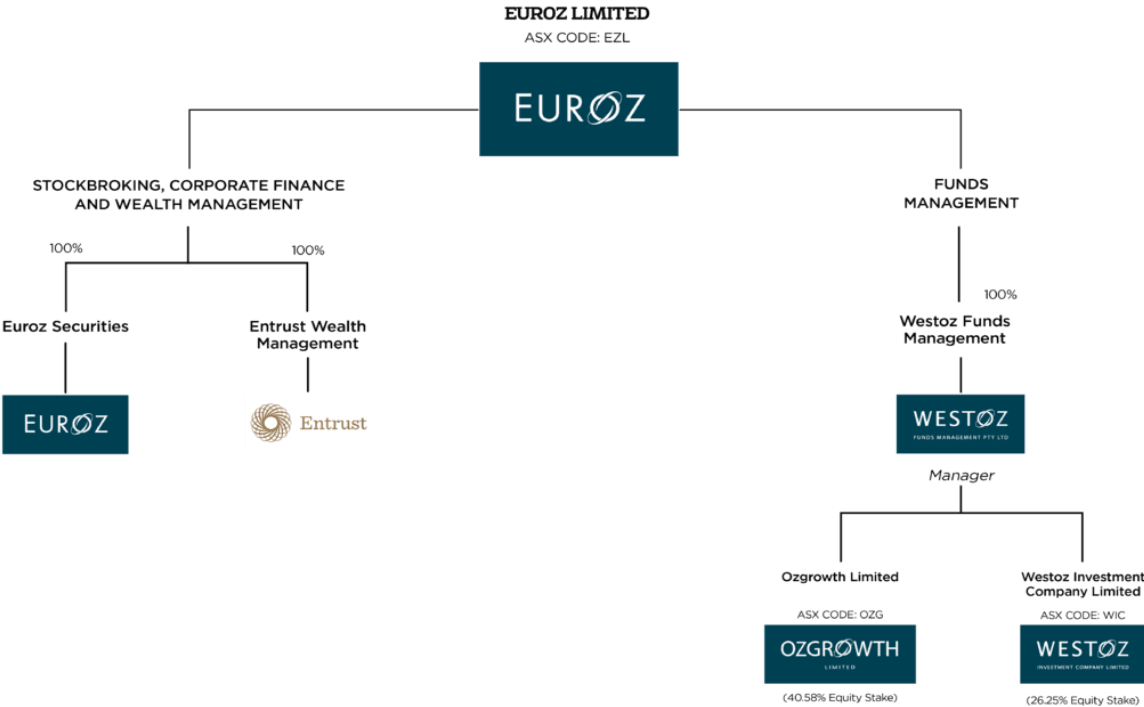 EUROZ LIMITED
ASX CODE: EZL
EUROZ
STOCKBROKING, CORPORATE FINANCE
AND WEALTH MANAGEMENT
FUNDS
MANAGEMENT
100%
100%
100%
Euroz Securities
Entrust Wealth
Management
Westoz Funds
Management
EUROZ
Entrust
WESTOZ
FUNDS MANAGEMENT PTY LTD
Manager
Ozgrowth Limited
Westoz Investment
Company Limited
ASX CODE: OZG
ASX CODE: WIC
OZGROWTH
LIMITED
WESTOZ
INVESTMENT COMPANY LIMITED
(40.58% Equity Stake)
(26.25% Equity Stake)